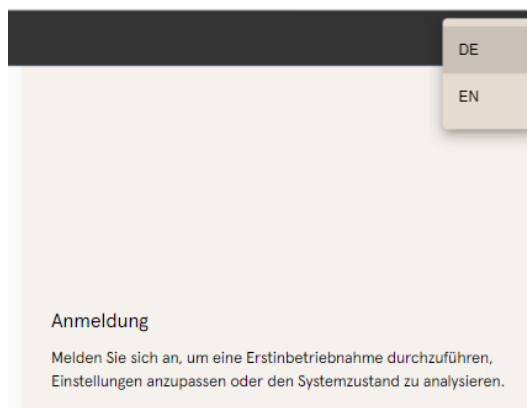 DE
EN
Anmeldung
Melden Sie sich an, um eine Erstinbetriebnahme durchzuführen,
Einstellungen anzupassen oder den Systemzustand zu analysieren.